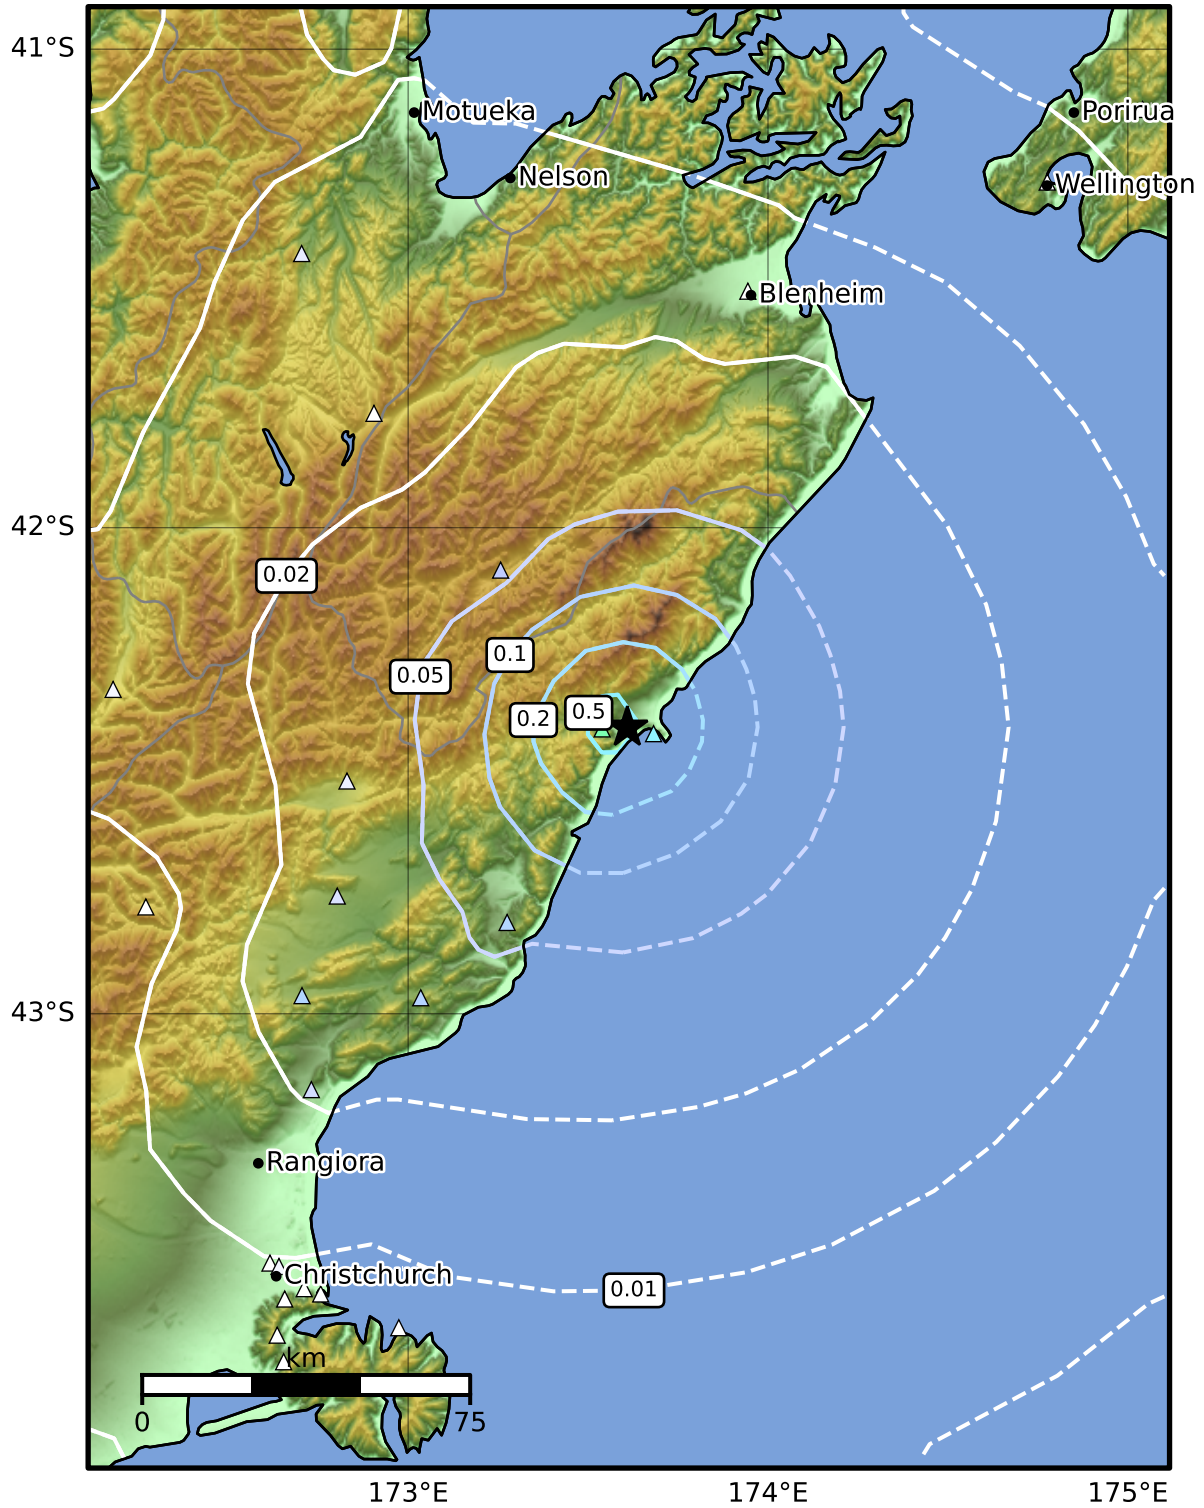 41°S
Motueka
Porirua
Nelson
Wellington
Blenheim
42°S
0.02
0.1
0.05
0.5
0.2
43°S
Rangiora
Christchurch
0.01
km
0
75
173°E
174°E
175°E